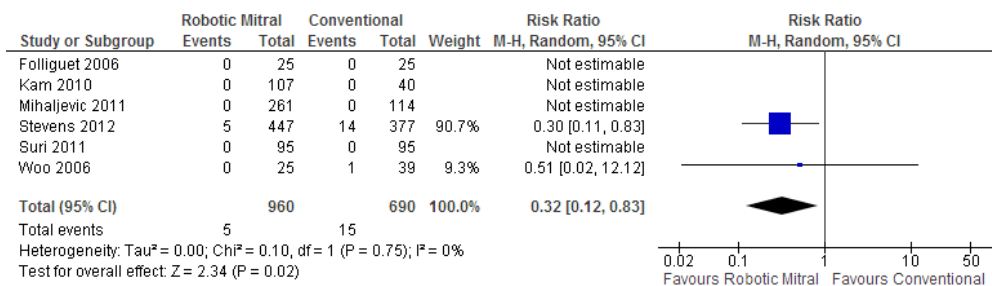 Robotic Mitral Conventional Risk Ratio Risk Ratio
Study or Subgroup Events Total Events Total Weight M-H, Random, 95% CI M-H, Random, 95% CI
Folliguet 2006 0 25 0 25 Not estimable
Kam 2010 0 107 0 40 Not estimable
Mihaljevic 2011 0 261 0 114 Not estimable
Stevens 2012 5 447 14 377 90.7% 0.30 [0.11, 0.83]
Suri 2011 0 95 0 95 Not estimable
Woo 2006 0 25 1 39 9.3% 0.51 [0.02, 12.12]
Total (95% CI) 960 690 100.0% 0.32 [0.12, 0.83]
Total events 5 15
Heterogeneity: Tau² = 0.00; Chi² = 0.10, df = 1 (P = 0.75); I² = 0%
Test for overall effect: Z = 2.34 (P = 0.02)
0.02 0.1 1 10 50
Favours Robotic Mitral Favours Conventional